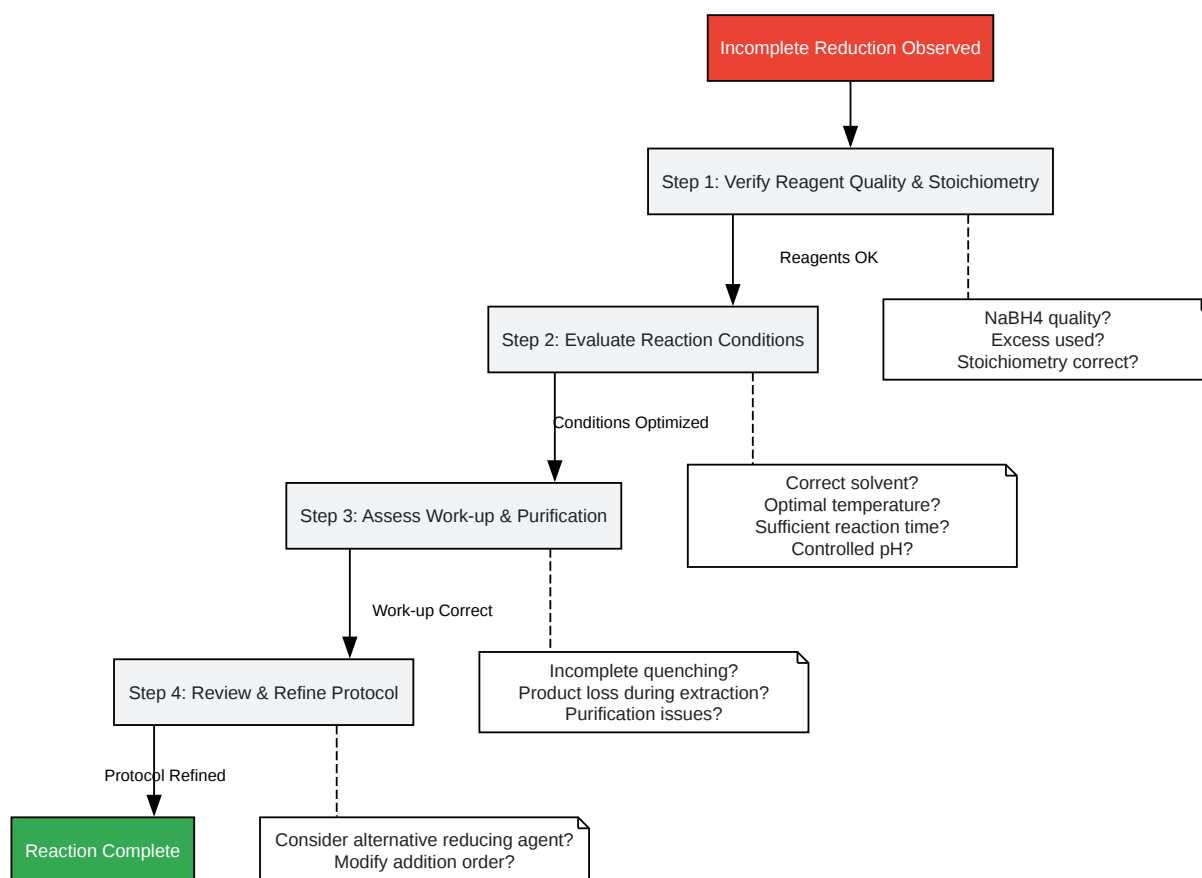 Incomplete Reduction Observed
Step 1: Verify Reagent Quality & Stoichiometry
Reagents OK
NaBH4 quality?
Excess used?
Stoichiometry correct?
Step 2: Evaluate Reaction Conditions
Conditions Optimized
Correct solvent?
Optimal temperature?
Sufficient reaction time?
Controlled pH?
Step 3: Assess Work-up & Purification
Work-up Correct
Incomplete quenching?
Product loss during extraction?
Purification issues?
Step 4: Review & Refine Protocol
Protocol Refined
Reaction Complete
Consider alternative reducing agent?
Modify addition order?